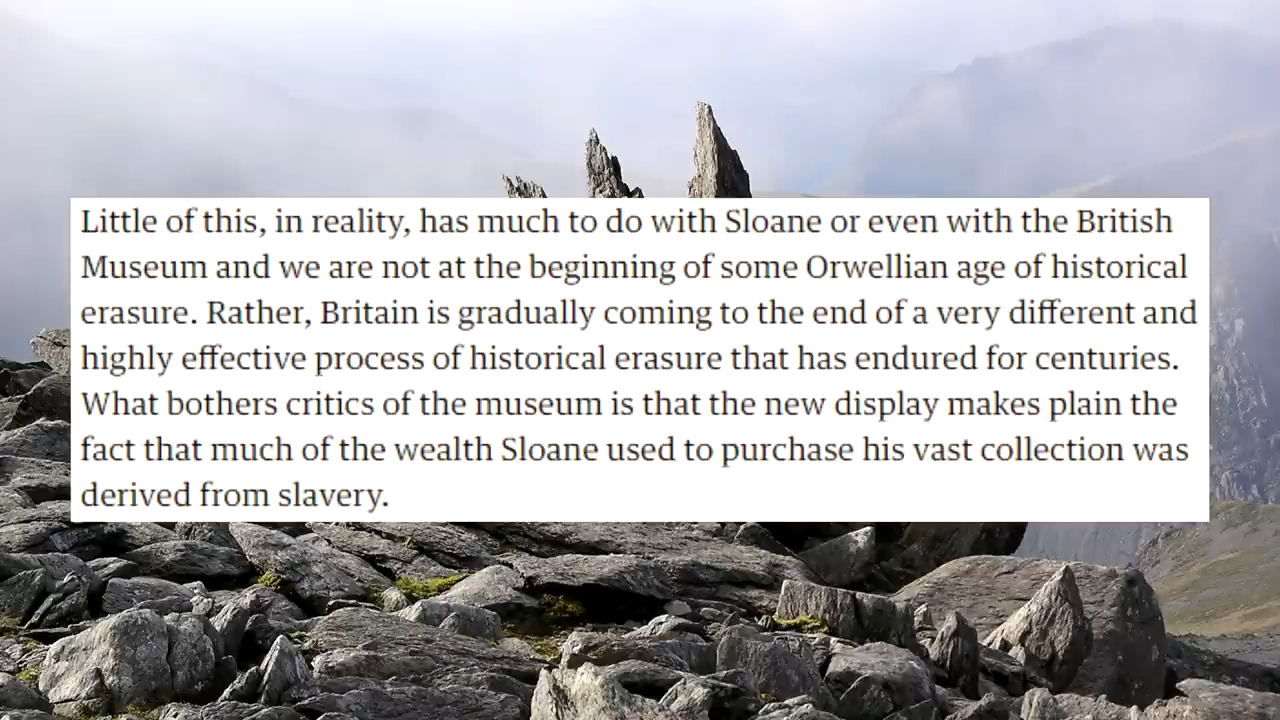 Little of this, in reality, has much to do with Sloane or even with the British
Museum and we are not at the beginning of some Orwellian age of historical
erasure. Rather, Britain is gradually coming to the end of a very different and
highly effective process of historical erasure that has endured for centuries.
What bothers critics of the museum is that the new display makes plain the
fact that much of the wealth Sloane used to purchase his vast collection was
derived from slavery.